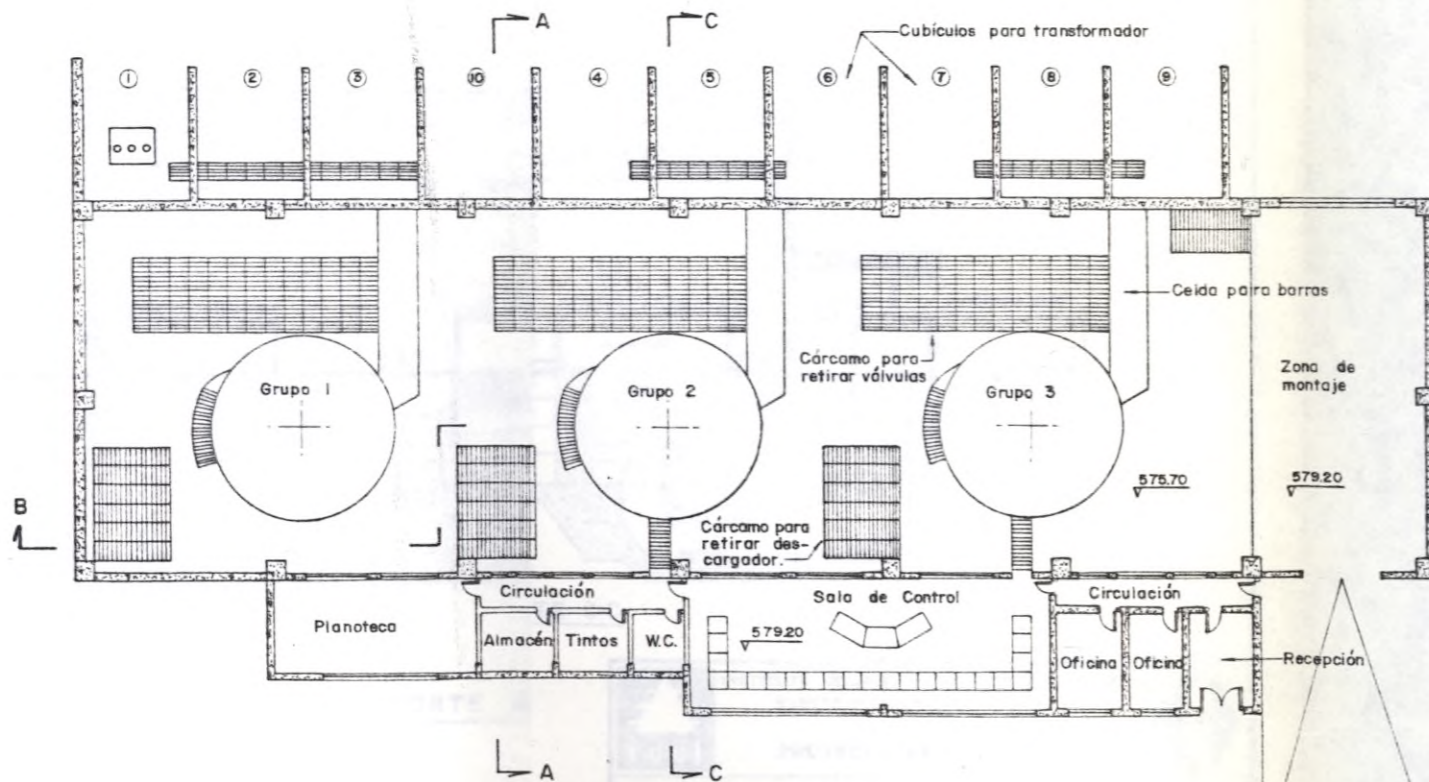 A
C
Cubículos para transformador
1
2
3
10
4
5
6
7
8
9
Celda para barras
Cárcamo para
retirar válvulas
Zona de
montaje
Grupo 1
Grupo 2
Grupo 3
575.70
579.20
B
Cárcamo para
retirar des-
cargador.
Circulación
Sala de Control
Circulación
Planoteca
Almacén
Tintos
W.C.
579.20
Oficina
Oficina
Recepción
A
C